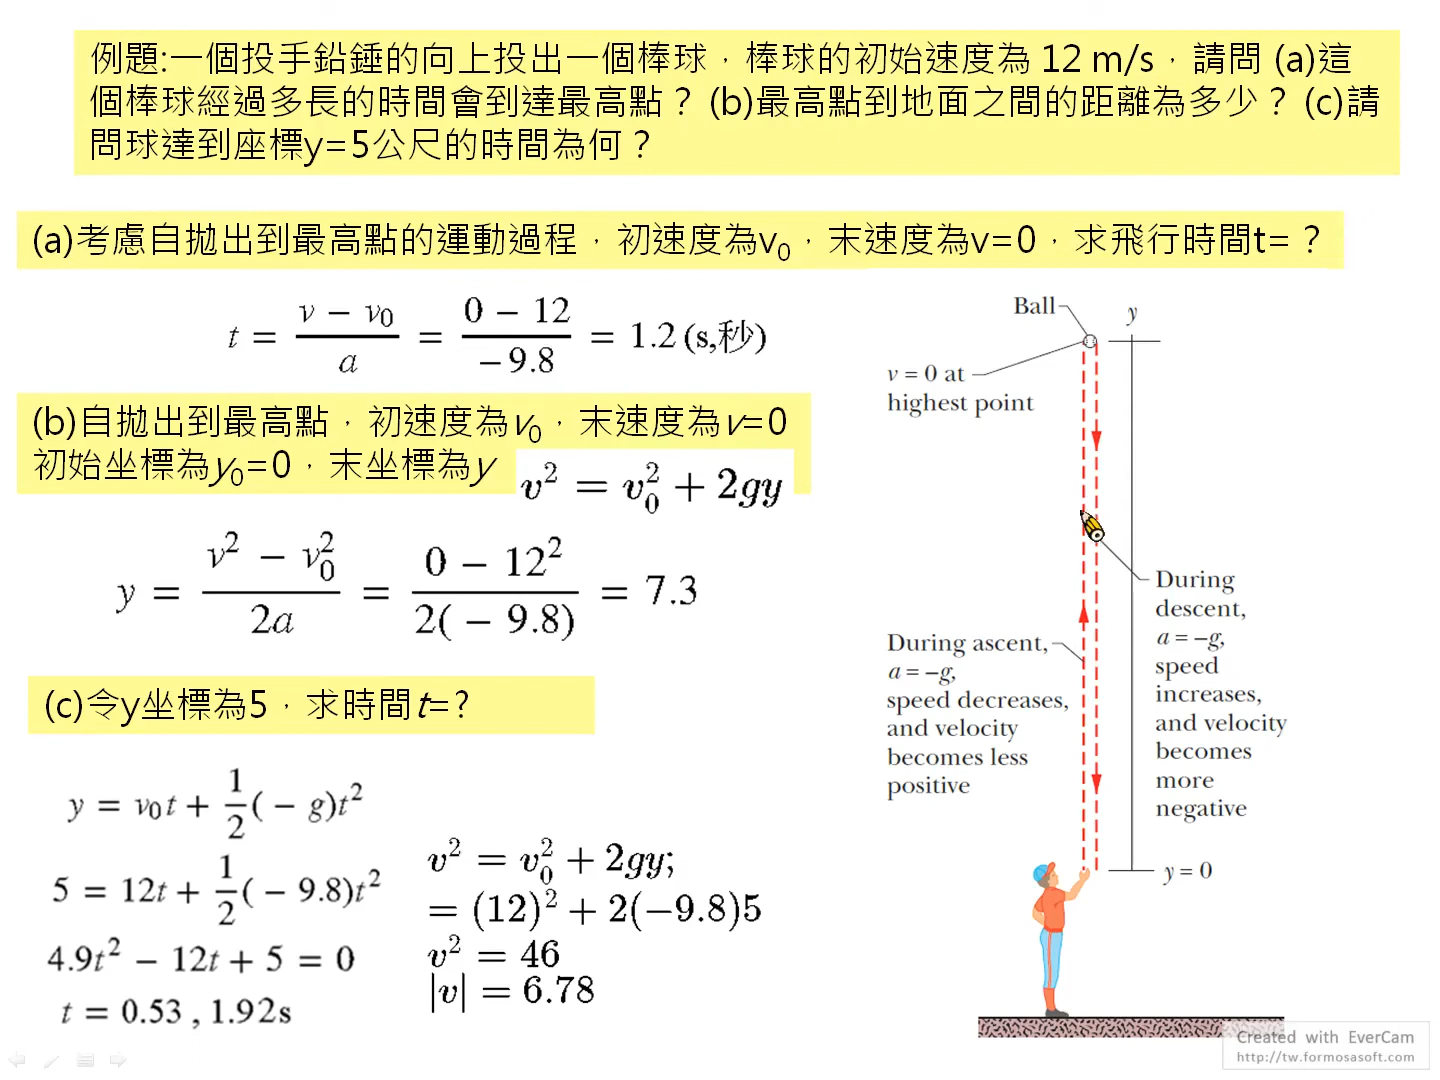 例題:一個投手鉛錘的向上投出一個棒球，棒球的初始速度為 12 m/s，請問 (a)這
個棒球經過多長的時間會到達最高點？ (b)最高點到地面之間的距離為多少？ (c)請
問球達到座標y=5公尺的時間為何？
(a)考慮自拋出到最高點的運動過程，初速度為v₀，末速度為v=0，求飛行時間t=？
t = (v − v₀)/a = (0 − 12)/(−9.8) = 1.2 (s,秒)
(b)自拋出到最高點，初速度為v₀，末速度為v=0
初始坐標為y₀=0，末坐標為y
v² = v₀² + 2gy
y = (v² − v₀²)/(2a) = (0 − 12²)/(2(−9.8)) = 7.3
(c)令y坐標為5，求時間t=?
y = v₀t + 1/2(− g)t²
5 = 12t + 1/2(− 9.8)t²
4.9t² − 12t + 5 = 0
t = 0.53 , 1.92s
v² = v₀² + 2gy;
= (12)² + 2(−9.8)5
v² = 46
|v| = 6.78
Ball
y
v = 0 at
highest point
During ascent,
a = −g,
speed decreases,
and velocity
becomes less
positive
During
descent,
a = −g,
speed
increases,
and velocity
becomes
more
negative
y = 0
Created with EverCam
http://tw.formosasoft.com